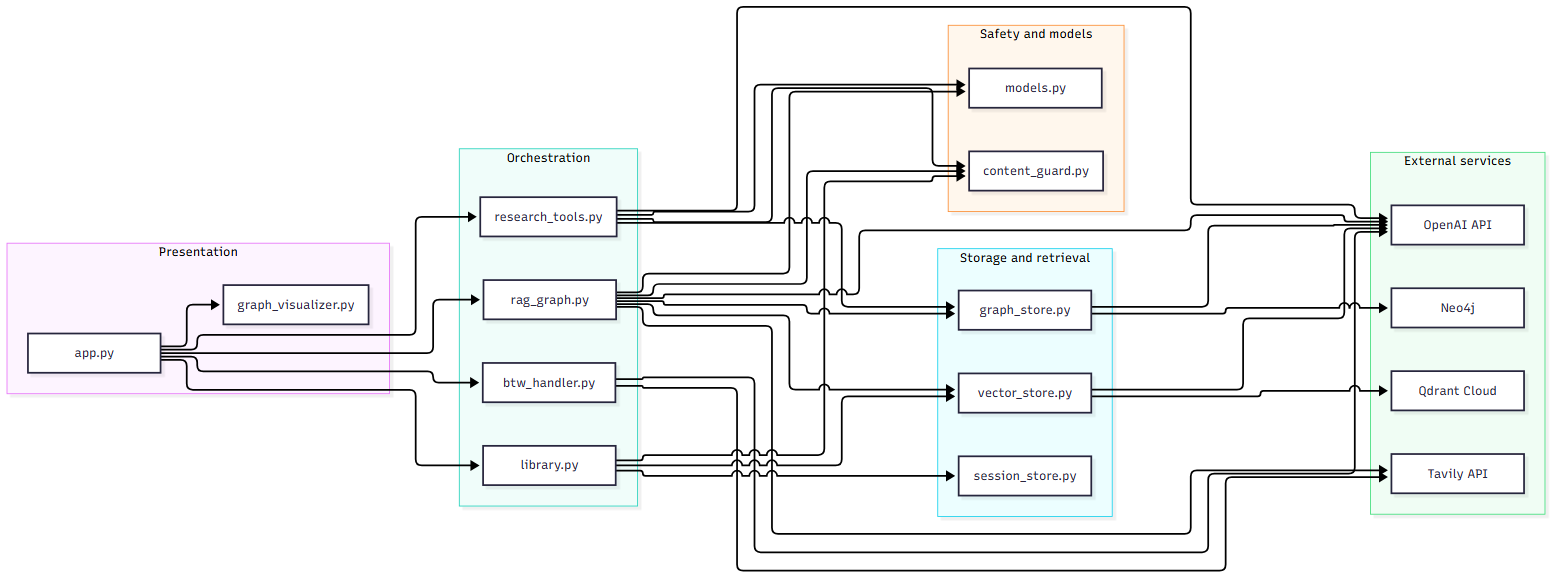 Presentation
graph_visualizer.py
app.py
Orchestration
research_tools.py
rag_graph.py
btw_handler.py
library.py
Safety and models
models.py
content_guard.py
Storage and retrieval
graph_store.py
vector_store.py
session_store.py
External services
OpenAI API
Neo4j
Qdrant Cloud
Tavily API